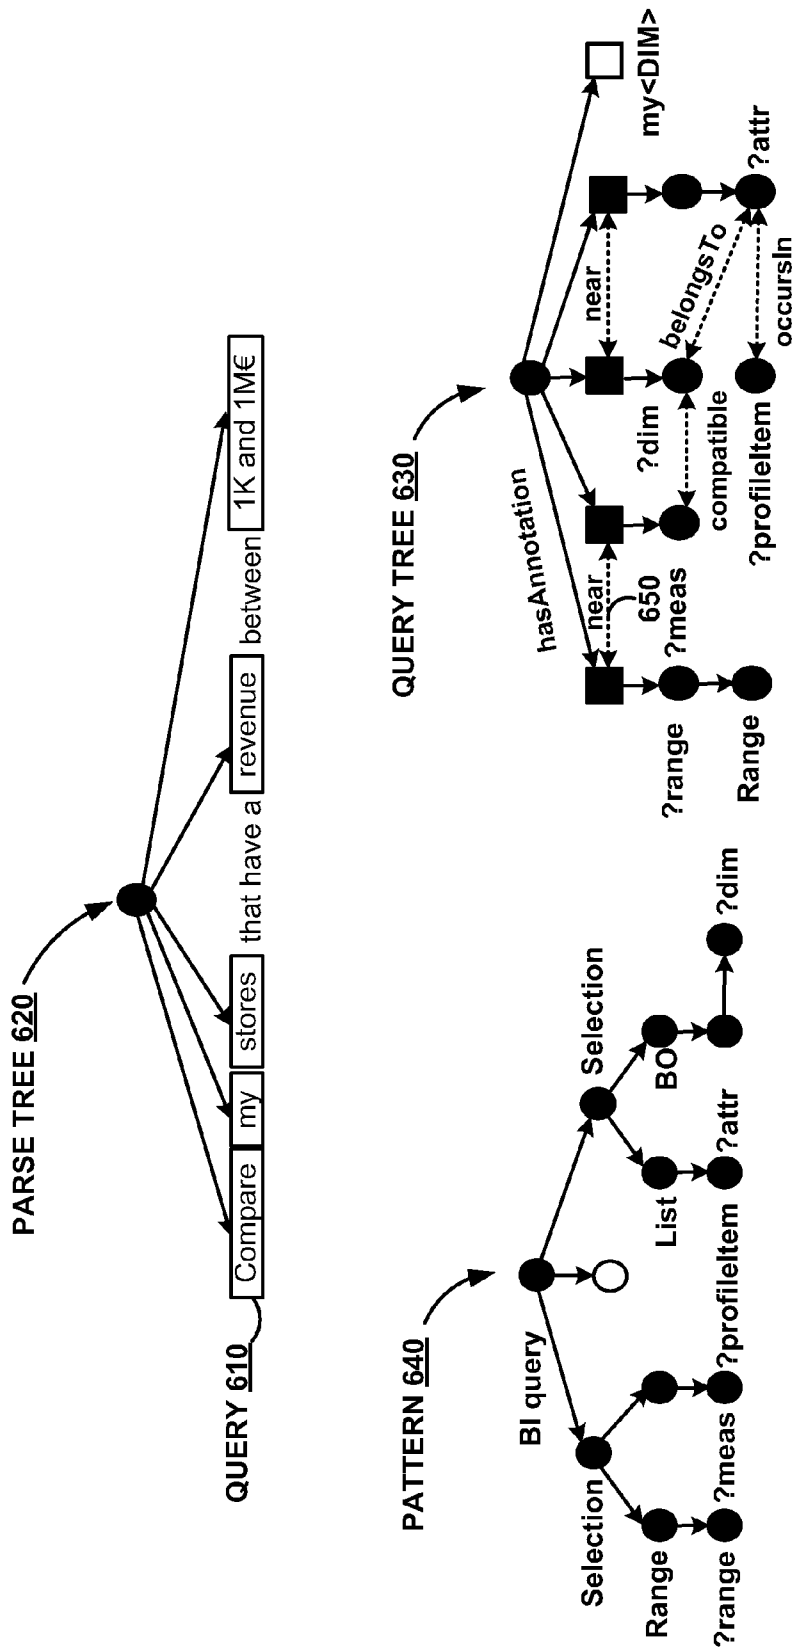 PARSE TREE 620
QUERY 610
Compare my stores that have a revenue between 1K and 1M€
PATTERN 640
BI query
Selection
Selection
Range
List
BO
?range
?meas
?profileItem
?attr
?dim
QUERY TREE 630
hasAnnotation
near
near
650
my<DIM>
?range
?meas
?dim
belongsTo
?attr
compatible
Range
?profileItem
occursIn